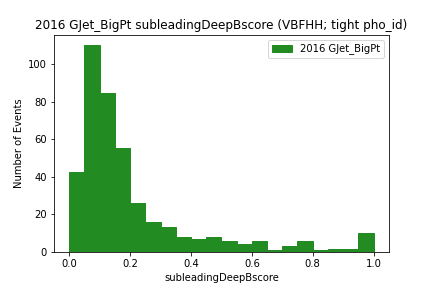 2016 GJet_BigPt subleadingDeepBscore (VBFHH; tight pho_id)
2016 GJet_BigPt
Number of Events
100
80
60
40
20
0
0.0 0.2 0.4 0.6 0.8 1.0
subleadingDeepBscore